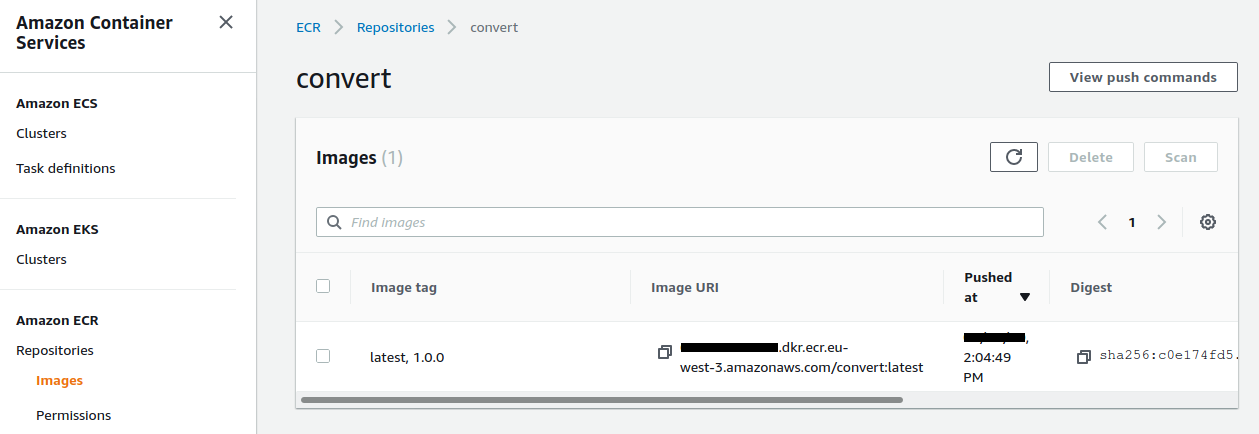 Amazon Container
Services
Amazon ECS
Clusters
Task definitions
Amazon EKS
Clusters
Amazon ECR
Repositories
Images
Permissions
ECR > Repositories > convert
convert
View push commands
Images (1)
Delete
Scan
Find Images
1
Image tag
Image URI
Pushed
at
Digest
latest, 1.0.0
.dkr.ecr.eu-
west-3.amazonaws.com/convert:latest
,
2:04:49
PM
sha256:c0e174fd5.